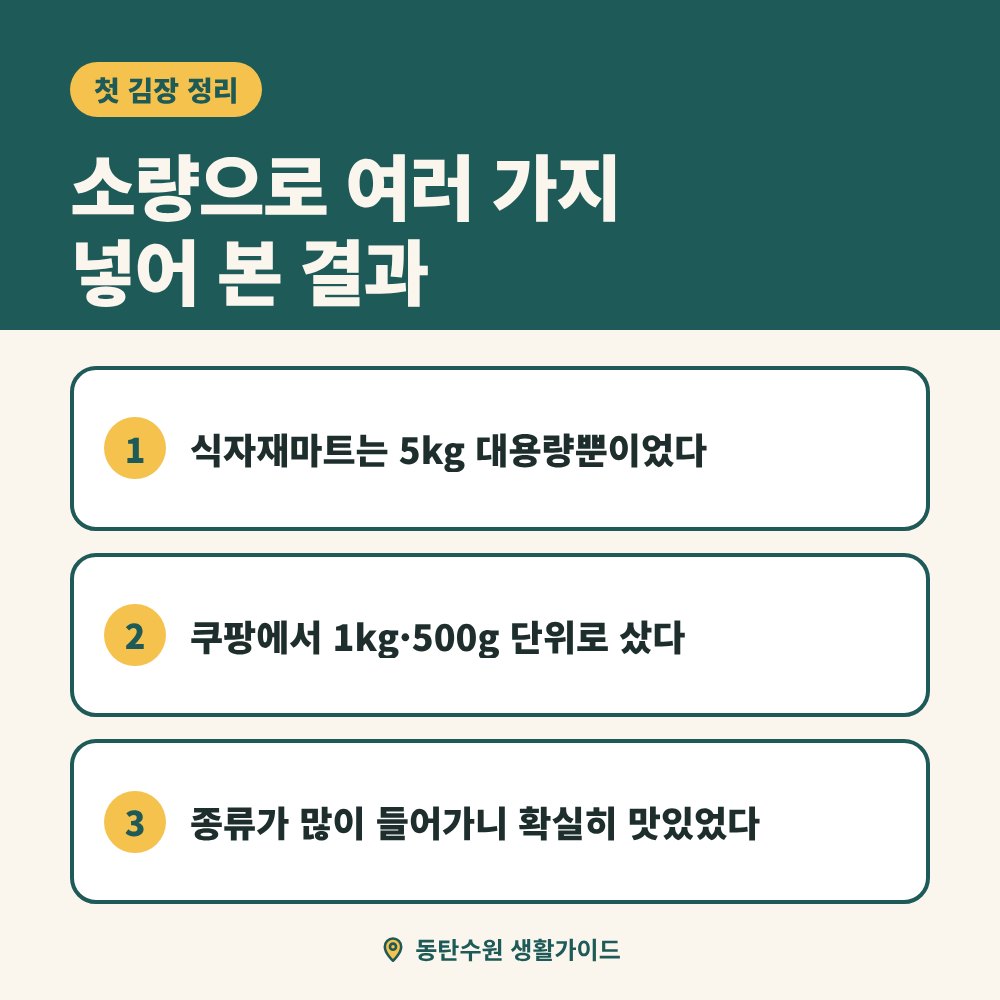 첫 김장 정리
소량으로 여러 가지
넣어 본 결과
1 식자재마트는 5kg 대용량뿐이었다
2 쿠팡에서 1kg·500g 단위로 샀다
3 종류가 많이 들어가니 확실히 맛있었다
동탄수원 생활가이드